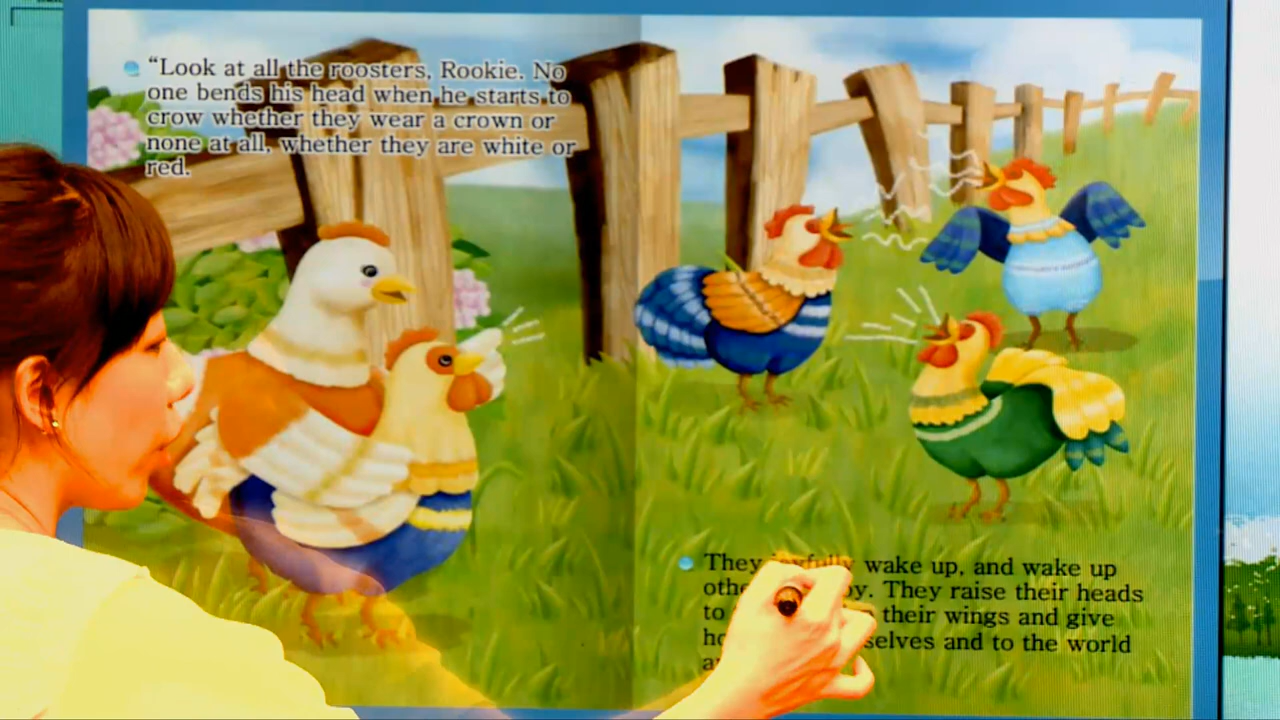 “Look at all the roosters, Rookie. No
one bends his head when he starts to
crow whether they wear a crown or
none at all, whether they are white or
red.
They joyfully wake up, and wake up
They raise their heads
to their wings and give
selves and to the world